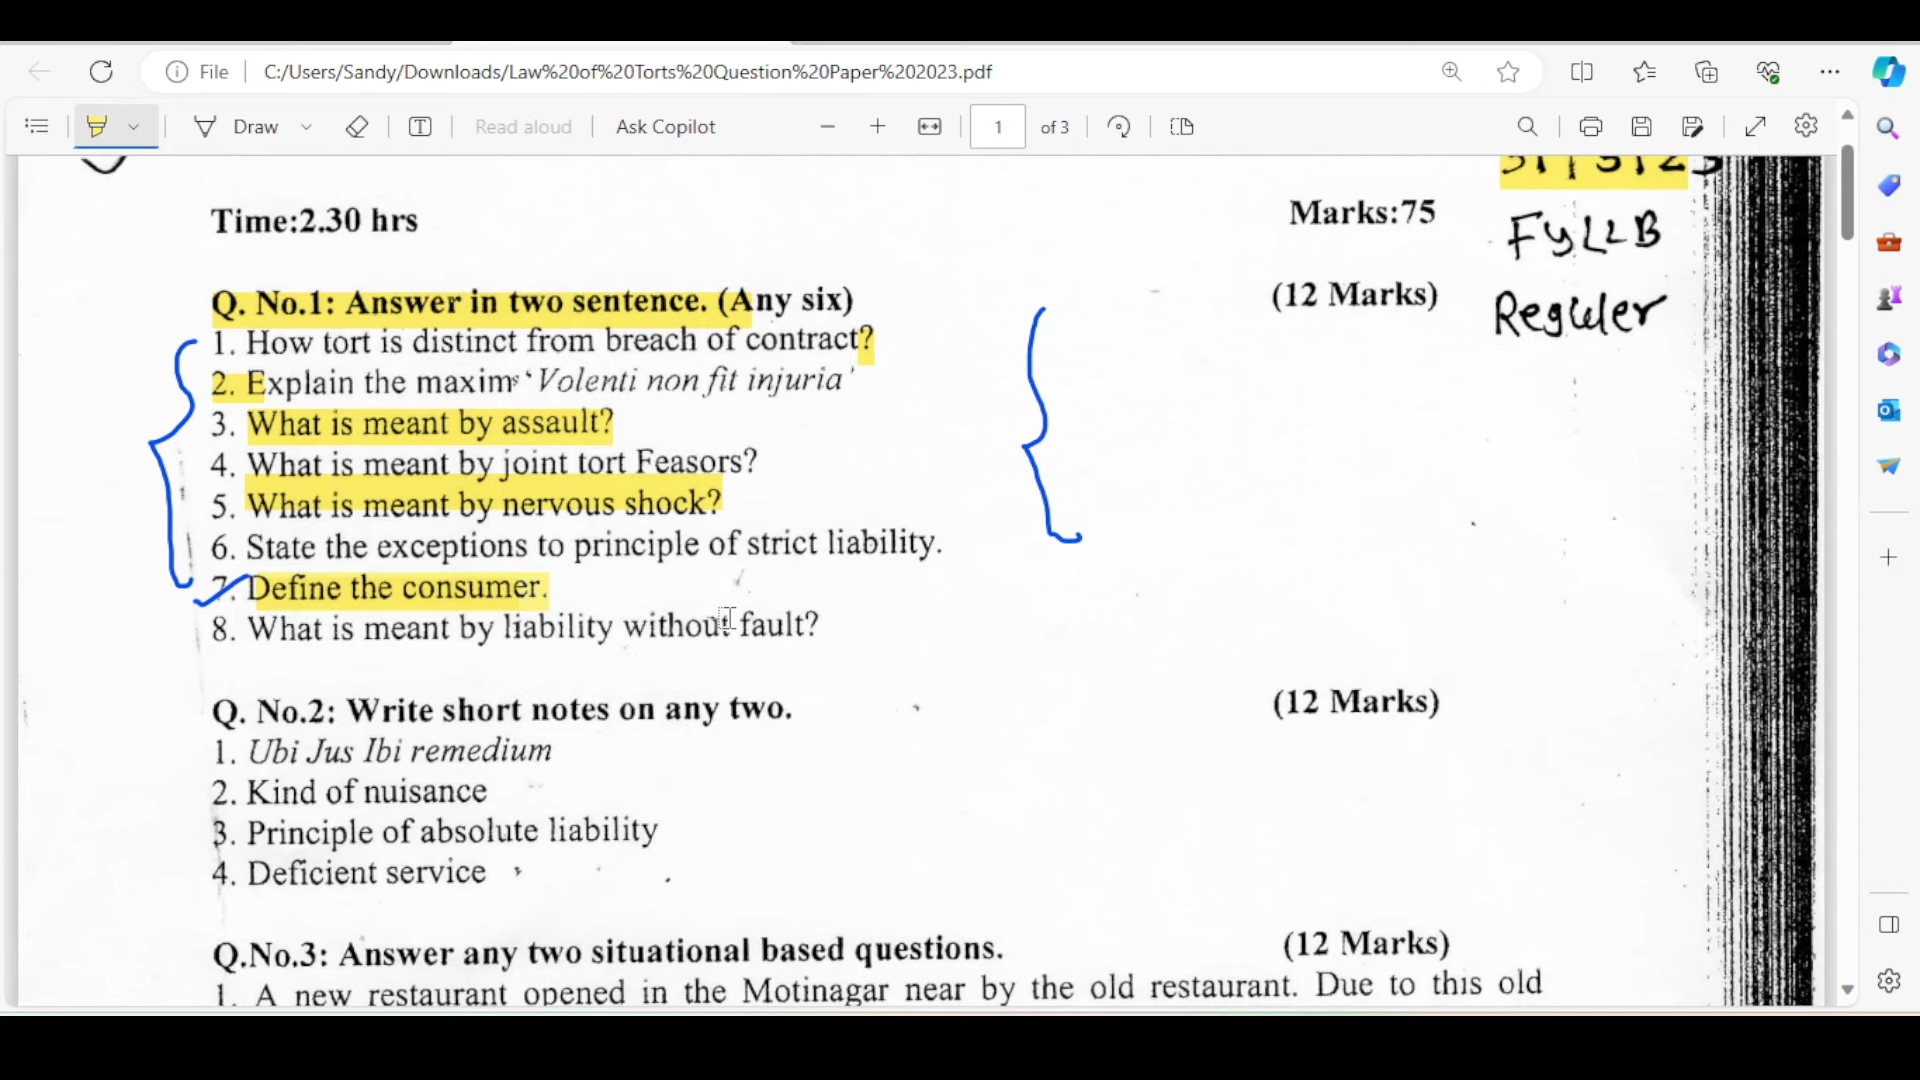 File
C:/Users/Sandy/Downloads/Law%20of%20Torts%20Question%20Paper%202023.pdf
Draw
Read aloud
Ask Copilot
1
of 3
Time:2.30 hrs
Marks:75
FyLLB
Q. No.1: Answer in two sentence. (Any six)
(12 Marks)
Reguler
1. How tort is distinct from breach of contract?
2. Explain the maxim 'Volenti non fit injuria'
3. What is meant by assault?
4. What is meant by joint tort Feasors?
5. What is meant by nervous shock?
6. State the exceptions to principle of strict liability.
7. Define the consumer.
8. What is meant by liability without fault?
Q. No.2: Write short notes on any two.
(12 Marks)
1. Ubi Jus Ibi remedium
2. Kind of nuisance
3. Principle of absolute liability
4. Deficient service
Q.No.3: Answer any two situational based questions.
(12 Marks)
1. A new restaurant opened in the Motinagar near by the old restaurant. Due to this old